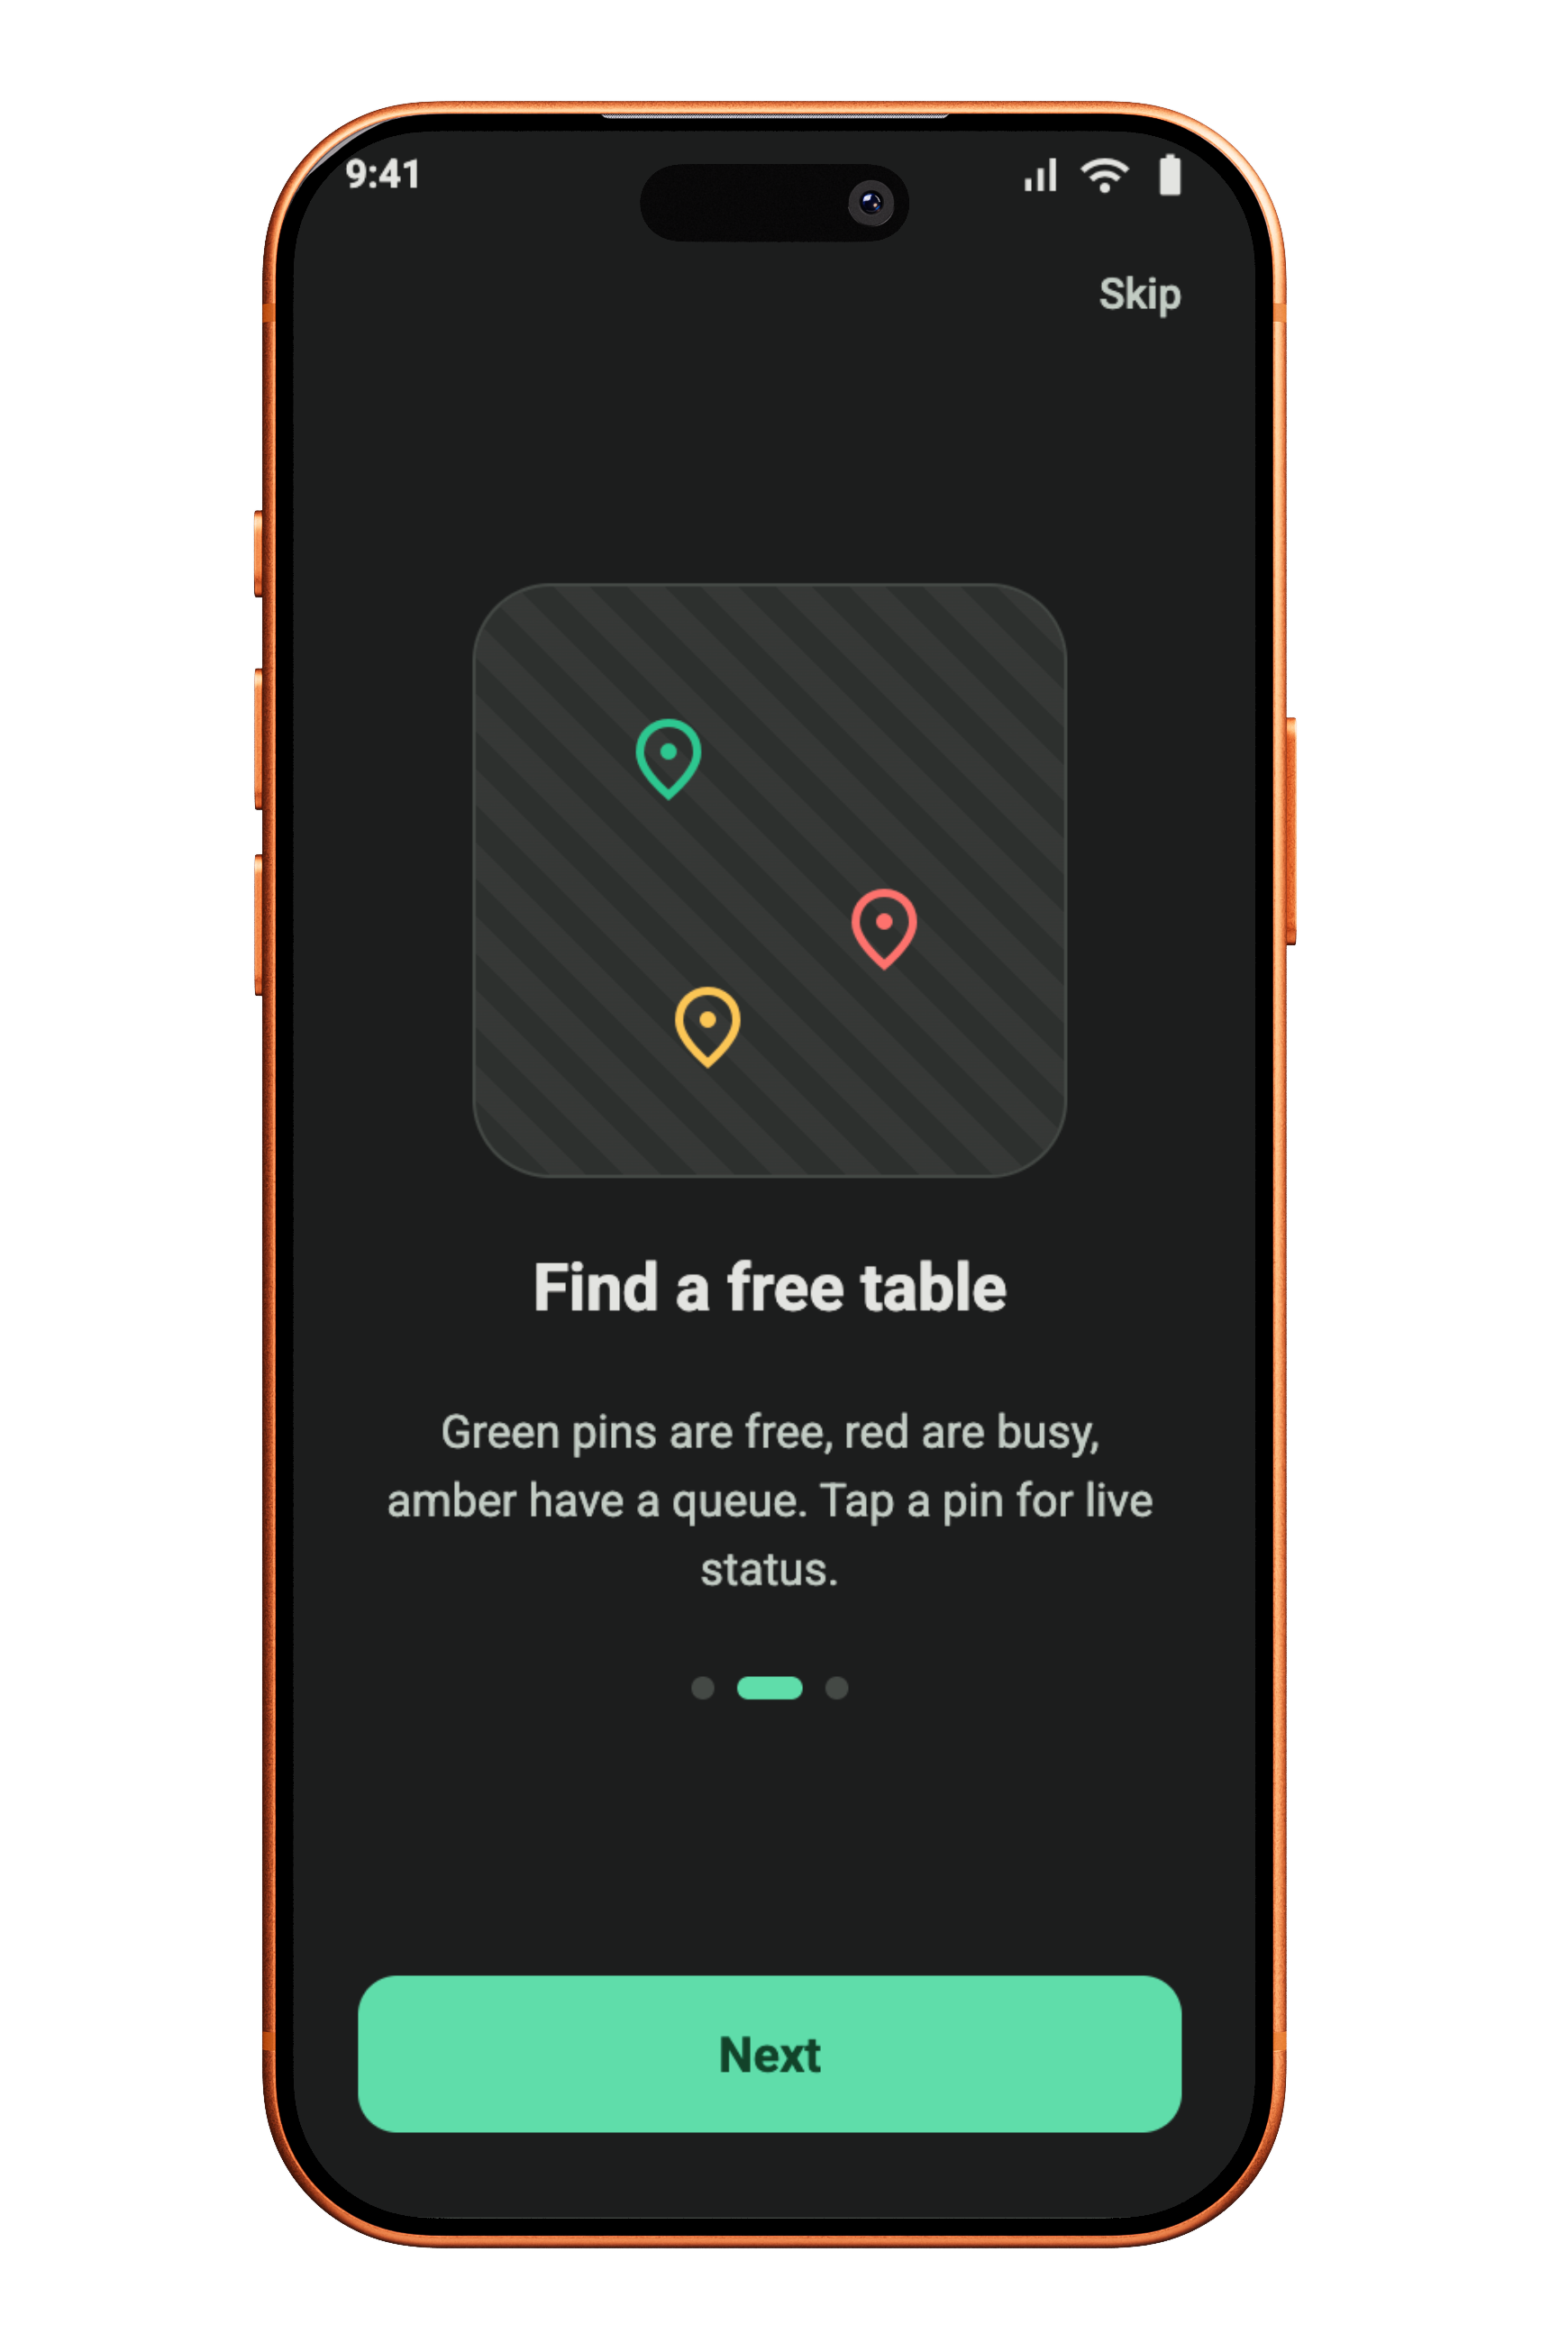 9:41
Skip
Find a free table
Green pins are free, red are busy,
amber have a queue. Tap a pin for live
status.
Next